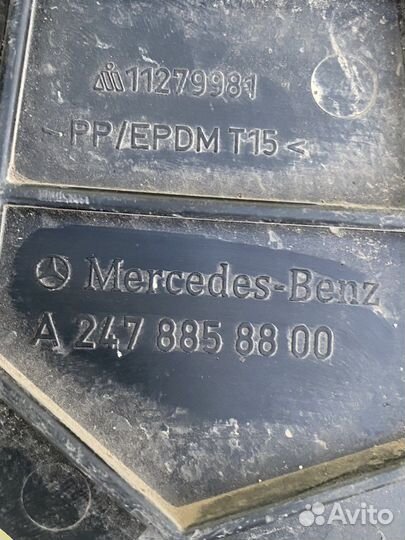 11279981
>PP/EPDM T15<
Mercedes-Benz
A 247 885 88 00
Avito